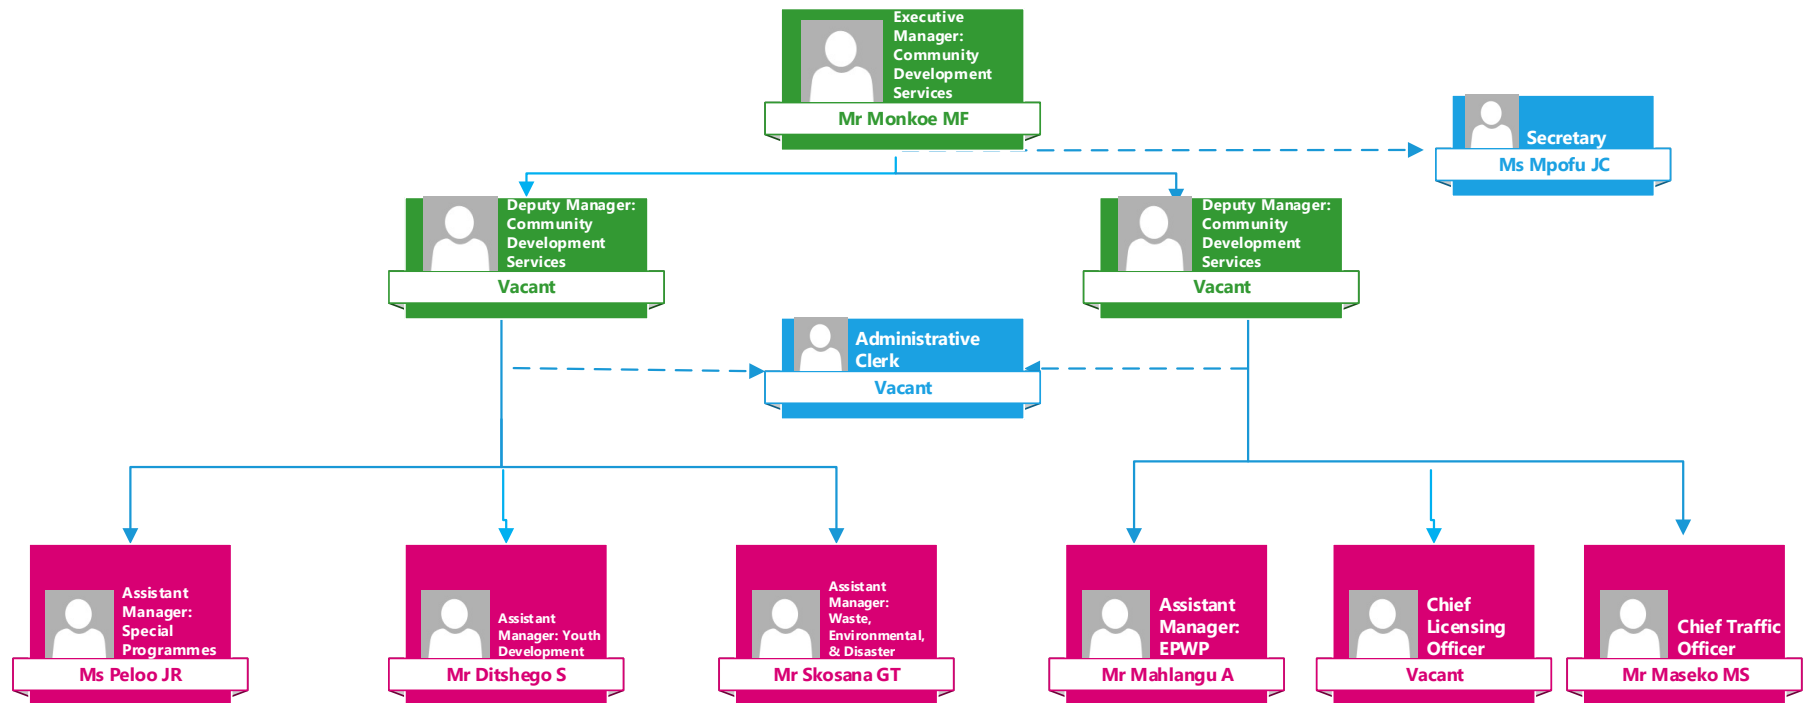 Executive
Manager:
Community
Development
Services
Mr Monkoe MF
Secretary
Ms Mpofu JC
Deputy Manager:
Community
Development
Services
Vacant
Deputy Manager:
Community
Development
Services
Vacant
Administrative
Clerk
Vacant
Assistant
Manager:
Special
Programmes
Ms Peloo JR
Assistant
Manager: Youth
Development
Mr Ditshego S
Assistant
Manager:
Waste,
Environmental,
& Disaster
Mr Skosana GT
Assistant
Manager:
EPWP
Mr Mahlangu A
Chief
Licensing
Officer
Vacant
Chief Traffic
Officer
Mr Maseko MS